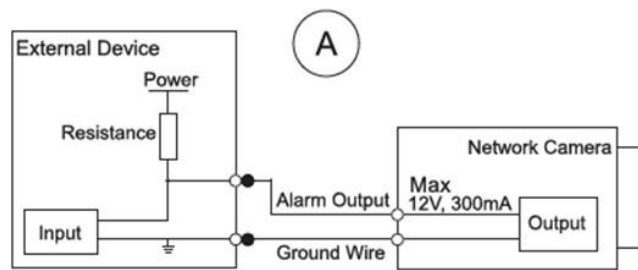 A
External Device
Power
Resistance
Network Camera
Alarm Output
Max
12V, 300mA
Input
Output
Ground Wire